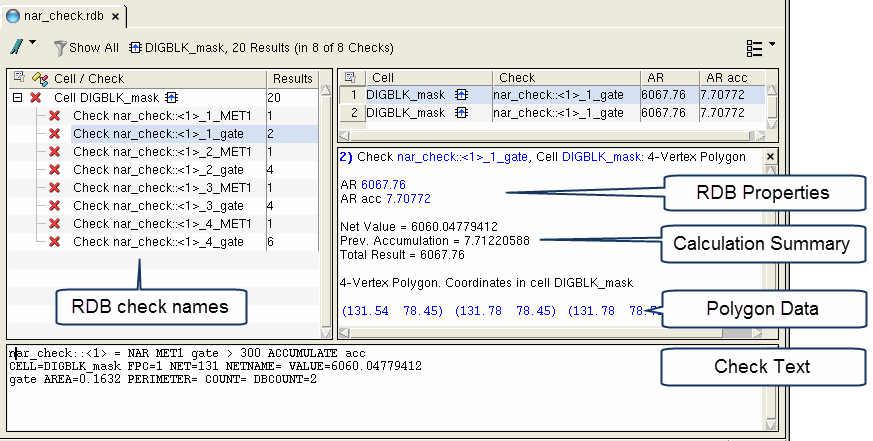 nar_check.rdb
Show All DIGBLK_mask, 20 Results (in 8 of 8 Checks)
Cell / Check Results
Cell DIGBLK_mask 20
Check nar_check::<1>_1_MET1 1
Check nar_check::<1>_1_gate 2
Check nar_check::<1>_2_MET1 1
Check nar_check::<1>_2_gate 4
Check nar_check::<1>_3_MET1 1
Check nar_check::<1>_3_gate 4
Check nar_check::<1>_4_MET1 1
Check nar_check::<1>_4_gate 6
RDB check names
Cell Check AR AR acc
1 DIGBLK_mask nar_check::<1>_1_gate 6067.76 7.70772
2 DIGBLK_mask nar_check::<1>_1_gate 6067.76 7.70772
2) Check nar_check::<1>_1_gate, Cell DIGBLK_mask: 4-Vertex Polygon
AR 6067.76
AR acc 7.70772
RDB Properties
Net Value = 6060.04779412
Prev. Accumulation = 7.71220588
Total Result = 6067.76
Calculation Summary
4-Vertex Polygon. Coordinates in cell DIGBLK_mask
(131.54 78.45) (131.78 78.45) (131.78 78.
Polygon Data
nar_check::<1> = NAR MET1 gate > 300 ACCUMULATE acc
CELL=DIGBLK_mask FPC=1 NET=131 NETNAME= VALUE=6060.04779412
gate AREA=0.1632 PERIMETER= COUNT= DBCOUNT=2
Check Text